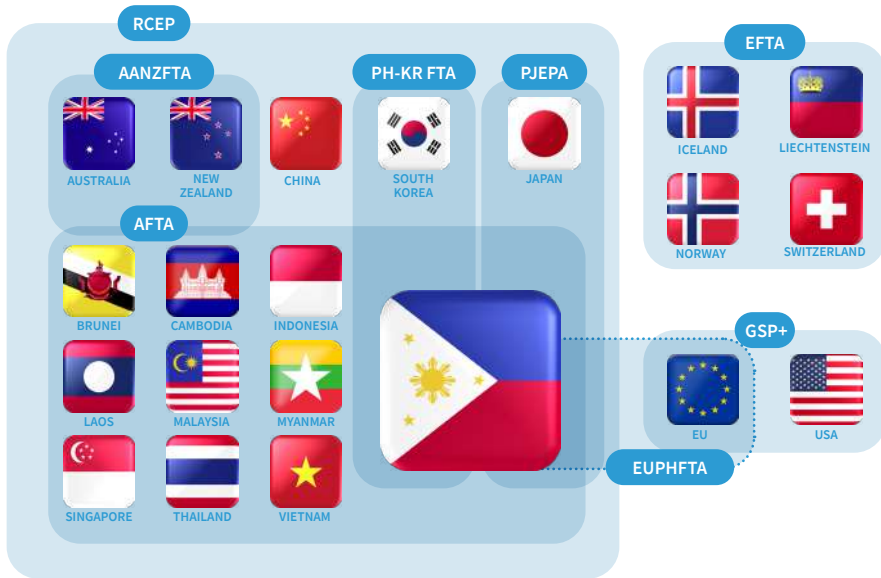 RCEP
EFTA
AANZFTA
PH-KR FTA
PJEPA
AUSTRALIA
NEW
ZEALAND
CHINA
SOUTH
KOREA
JAPAN
ICELAND
LIECHTENSTEIN
AFTA
NORWAY
SWITZERLAND
BRUNEI
CAMBODIA
INDONESIA
GSP+
LAOS
MALAYSIA
MYANMAR
EU
USA
EUPHFTA
SINGAPORE
THAILAND
VIETNAM